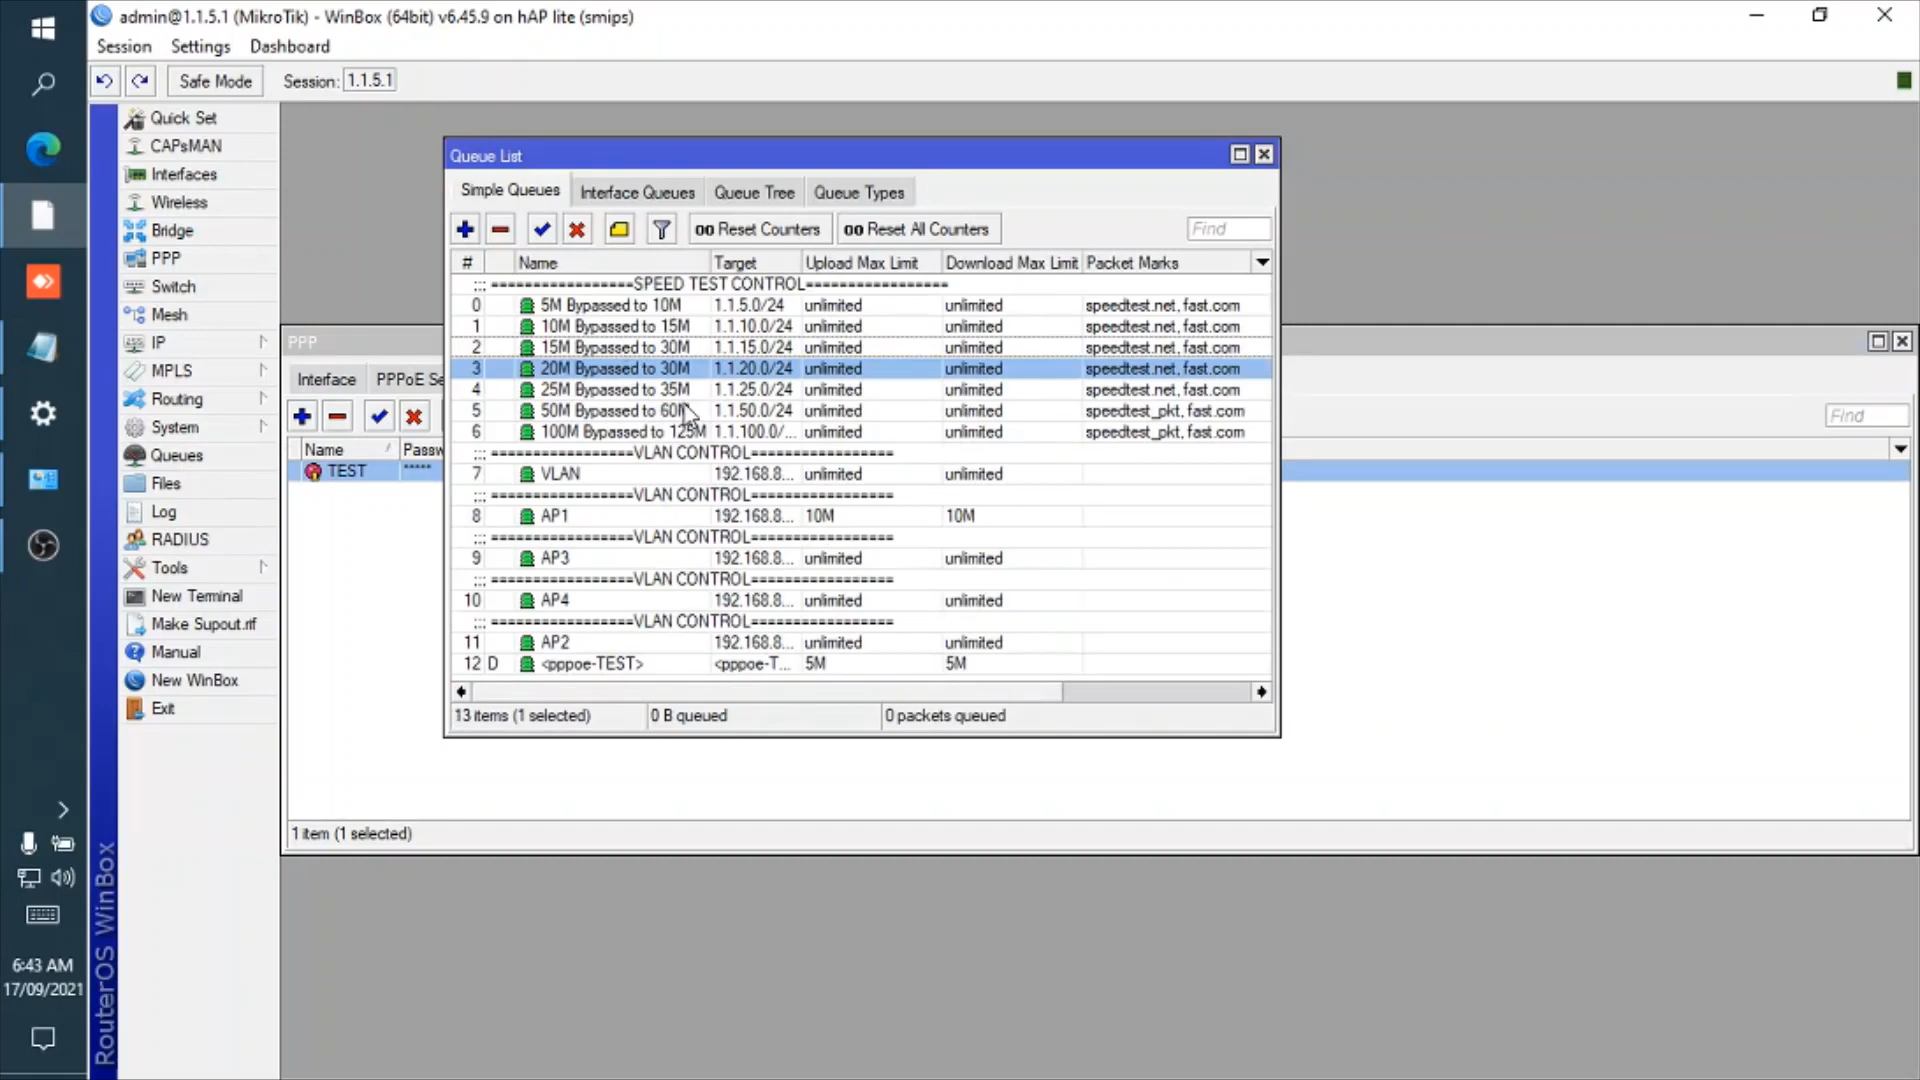 admin@1.1.5.1 (MikroTik) - WinBox (64bit) v6.45.9 on hAP lite (smips)
Session Settings Dashboard
Safe Mode Session: 1.1.5.1
Quick Set
CAPsMAN
Interfaces
Wireless
Bridge
PPP
Switch
Mesh
IP
MPLS
Routing
System
Queues
Files
Log
RADIUS
Tools
New Terminal
Make Supout.rif
Manual
New WinBox
Exit
RouterOS WinBox
Queue List
Simple Queues Interface Queues Queue Tree Queue Types
00 Reset Counters 00 Reset All Counters Find
# Name Target Upload Max Limit Download Max Limit Packet Marks
::: =================SPEED TEST CONTROL=================
0 5M Bypassed to 10M 1.1.5.0/24 unlimited unlimited speedtest.net, fast.com
1 10M Bypassed to 15M 1.1.10.0/24 unlimited unlimited speedtest.net, fast.com
2 15M Bypassed to 30M 1.1.15.0/24 unlimited unlimited speedtest.net, fast.com
3 20M Bypassed to 30M 1.1.20.0/24 unlimited unlimited speedtest.net, fast.com
4 25M Bypassed to 35M 1.1.25.0/24 unlimited unlimited speedtest.net, fast.com
5 50M Bypassed to 60M 1.1.50.0/24 unlimited unlimited speedtest_pkt, fast.com
6 100M Bypassed to 125M 1.1.100.0/... unlimited unlimited speedtest_pkt, fast.com
::: =================VLAN CONTROL=================
7 VLAN 192.168.8... unlimited unlimited
::: =================VLAN CONTROL=================
8 AP1 192.168.8... 10M 10M
::: =================VLAN CONTROL=================
9 AP3 192.168.8... unlimited unlimited
::: =================VLAN CONTROL=================
10 AP4 192.168.8... unlimited unlimited
::: =================VLAN CONTROL=================
11 AP2 192.168.8... unlimited unlimited
12 D <pppoe-TEST> <pppoe-T... 5M 5M
13 items (1 selected) 0 B queued 0 packets queued
PPP
Interface PPPoE Se
Find
Name Passw
TEST *****
1 item (1 selected)
6:43 AM
17/09/2021